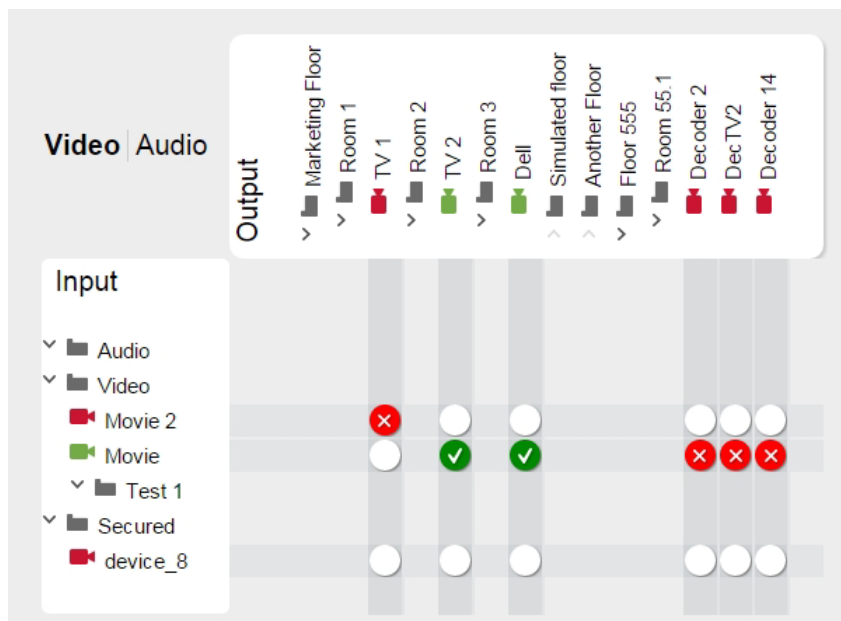 Video Audio
Output
Marketing Floor
Room 1
TV 1
Room 2
TV 2
Room 3
Dell
Simulated floor
Another Floor
Floor 555
Room 55.1
Decoder 2
DecTV2
Decoder 14
Input
Audio
Video
Movie 2
Movie
Test 1
Secured
device_8